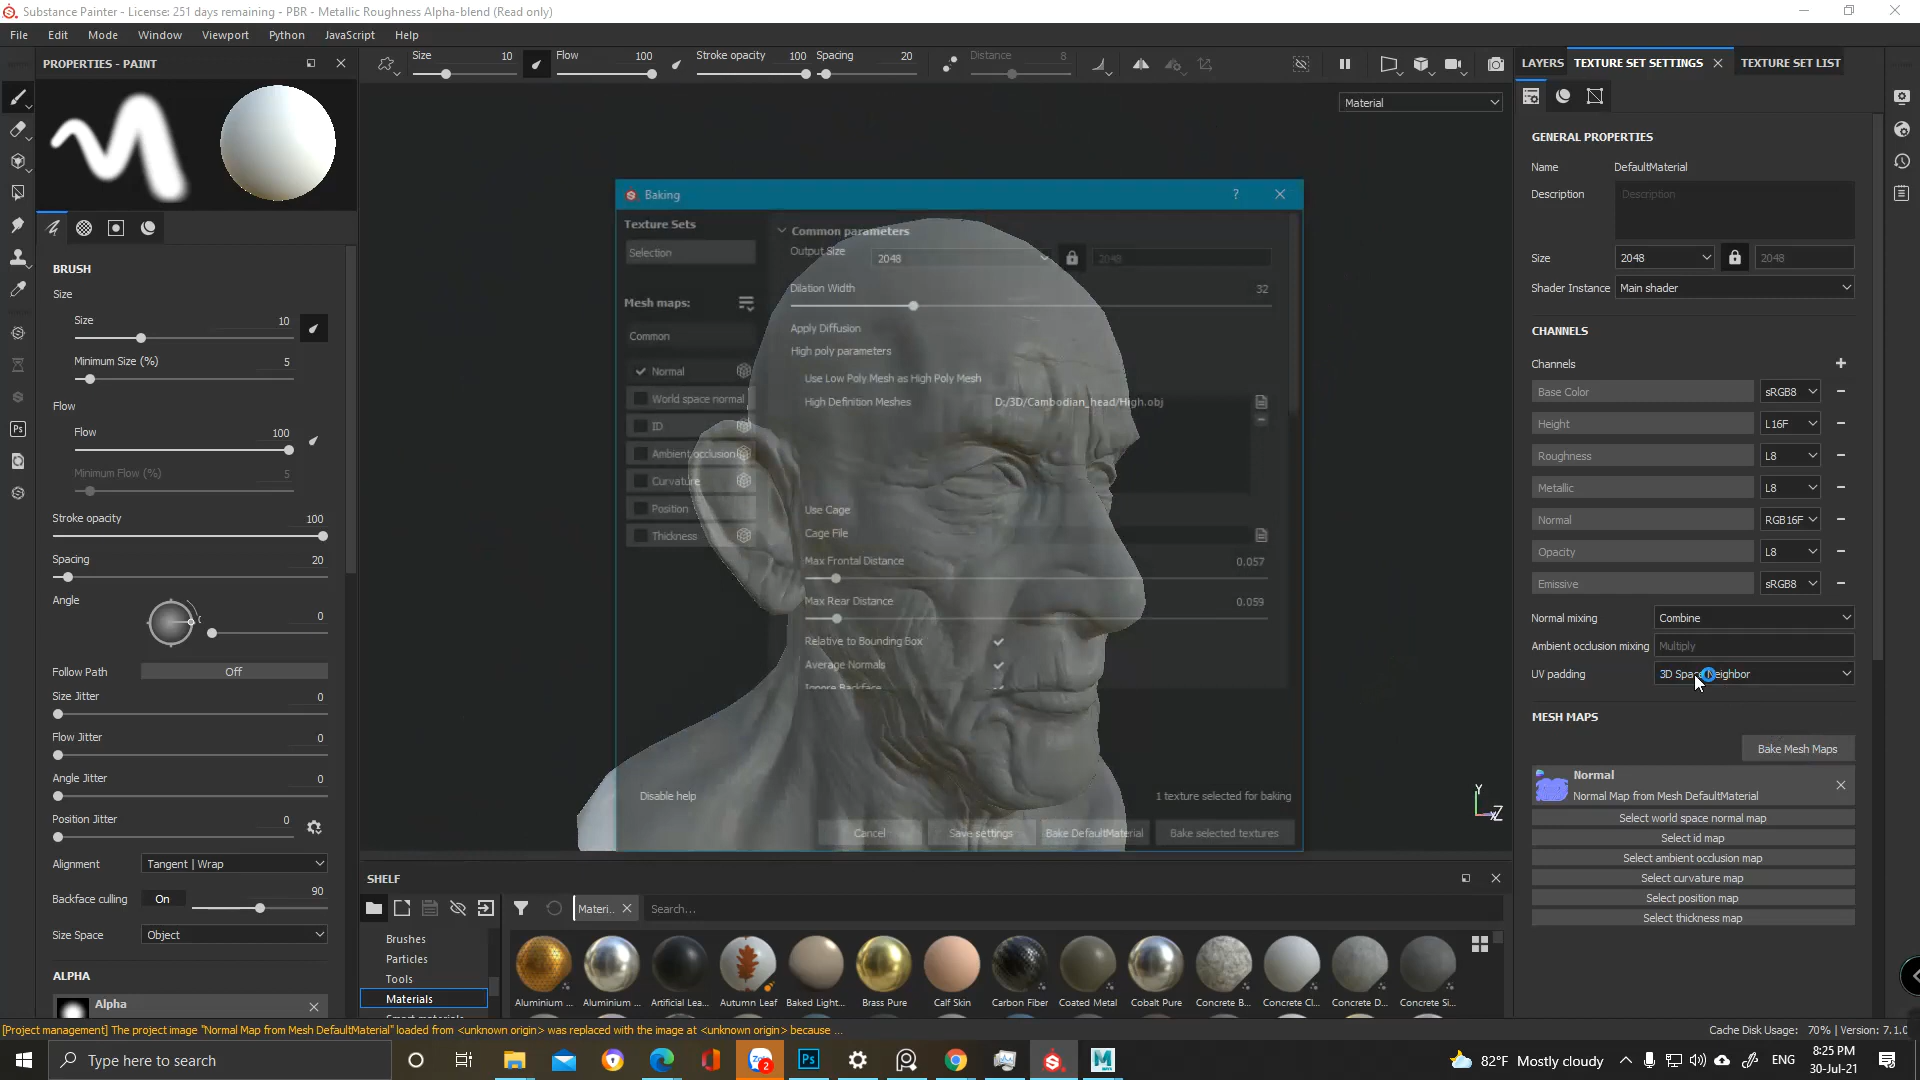 Substance Painter - License: 251 days remaining - PBR - Metallic Roughness Alpha-blend (Read only)
File Edit Mode Window Viewport Python JavaScript Help
PROPERTIES - PAINT
Size 10 Flow 100 Stroke opacity 100 Spacing 20 Distance 8
LAYERS TEXTURE SET SETTINGS TEXTURE SET LIST
Material
BRUSH
Size
Size 10
Minimum Size (%) 5
Flow
Flow 100
Minimum Flow (%) 5
Stroke opacity 100
Spacing 20
Angle 0
Follow Path Off
Size Jitter 0
Flow Jitter 0
Angle Jitter 0
Position Jitter 0
Alignment Tangent | Wrap
Backface culling On 90
Size Space Object
ALPHA
Alpha
Baking ?
Texture Sets
Selection
Mesh maps:
Common
Normal
World space normal
ID
Ambient occlusion
Curvature
Position
Thickness
Common parameters
Output Size 2048 2048
Dilation Width 32
Apply Diffusion
High poly parameters
Use Low Poly Mesh as High Poly Mesh
High Definition Meshes D:/3D/Cambodian_head/High.obj
Use Cage
Cage File
Max Frontal Distance 0.057
Max Rear Distance 0.059
Relative to Bounding Box
Average Normals
Ignore Backface
Disable help 1 texture selected for baking
Cancel Save settings Bake DefaultMaterial Bake selected textures
Y
Z
GENERAL PROPERTIES
Name DefaultMaterial
Description Description
Size 2048 2048
Shader Instance Main shader
CHANNELS
Channels
Base Color sRGB8
Height L16F
Roughness L8
Metallic L8
Normal RGB16F
Opacity L8
Emissive sRGB8
Normal mixing Combine
Ambient occlusion mixing Multiply
UV padding 3D Space Neighbor
MESH MAPS
Bake Mesh Maps
Normal
Normal Map from Mesh DefaultMaterial
Select world space normal map
Select id map
Select ambient occlusion map
Select curvature map
Select position map
Select thickness map
SHELF
Materi.. Search...
Brushes
Particles
Tools
Materials
Aluminium ... Aluminium ... Artificial Lea... Autumn Leaf Baked Light... Brass Pure Calf Skin Carbon Fiber Coated Metal Cobalt Pure Concrete B... Concrete Cl... Concrete D... Concrete Si...
[Project management] The project image "Normal Map from Mesh DefaultMaterial" loaded from <unknown origin> was replaced with the image at <unknown origin> because ...
Cache Disk Usage: 70% | Version: 7.1.0
Type here to search
2
Ps
82°F Mostly cloudy
ENG
8:25 PM
30-Jul-21